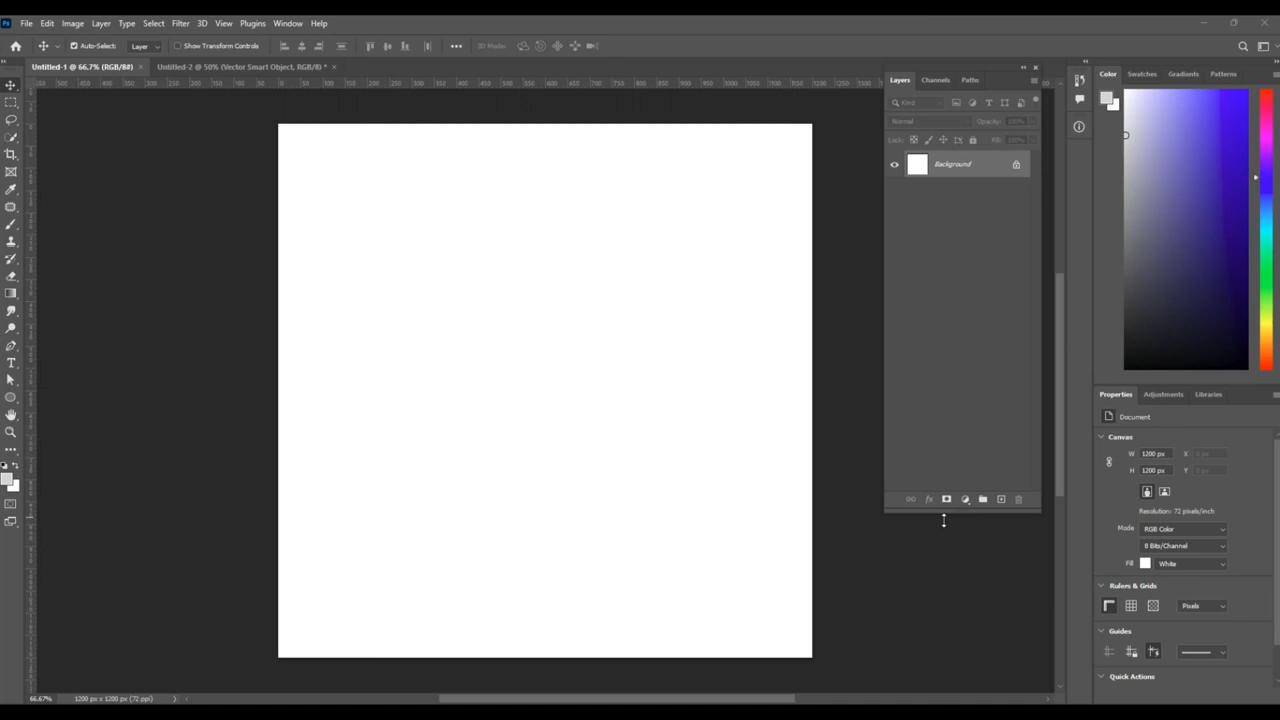 Ps File Edit Image Layer Type Select Filter 3D View Plugins Window Help
Auto-Select: Layer Show Transform Controls 3D Mode:
Untitled-1 @ 66.7% (RGB/8#) × Untitled-2 @ 50% (Vector Smart Object, RGB/8) * ×
Layers Channels Paths
Kind
Normal Opacity: 100%
Lock: Fill: 100%
Background
fx
Color Swatches Gradients Patterns
Properties Adjustments Libraries
Document
Canvas
W 1200 px X 0 px
H 1200 px Y 0 px
Resolution: 72 pixels/inch
Mode RGB Color
8 Bits/Channel
Fill White
Rulers & Grids
Pixels
Guides
Quick Actions
66.67% 1200 px x 1200 px (72 ppi)